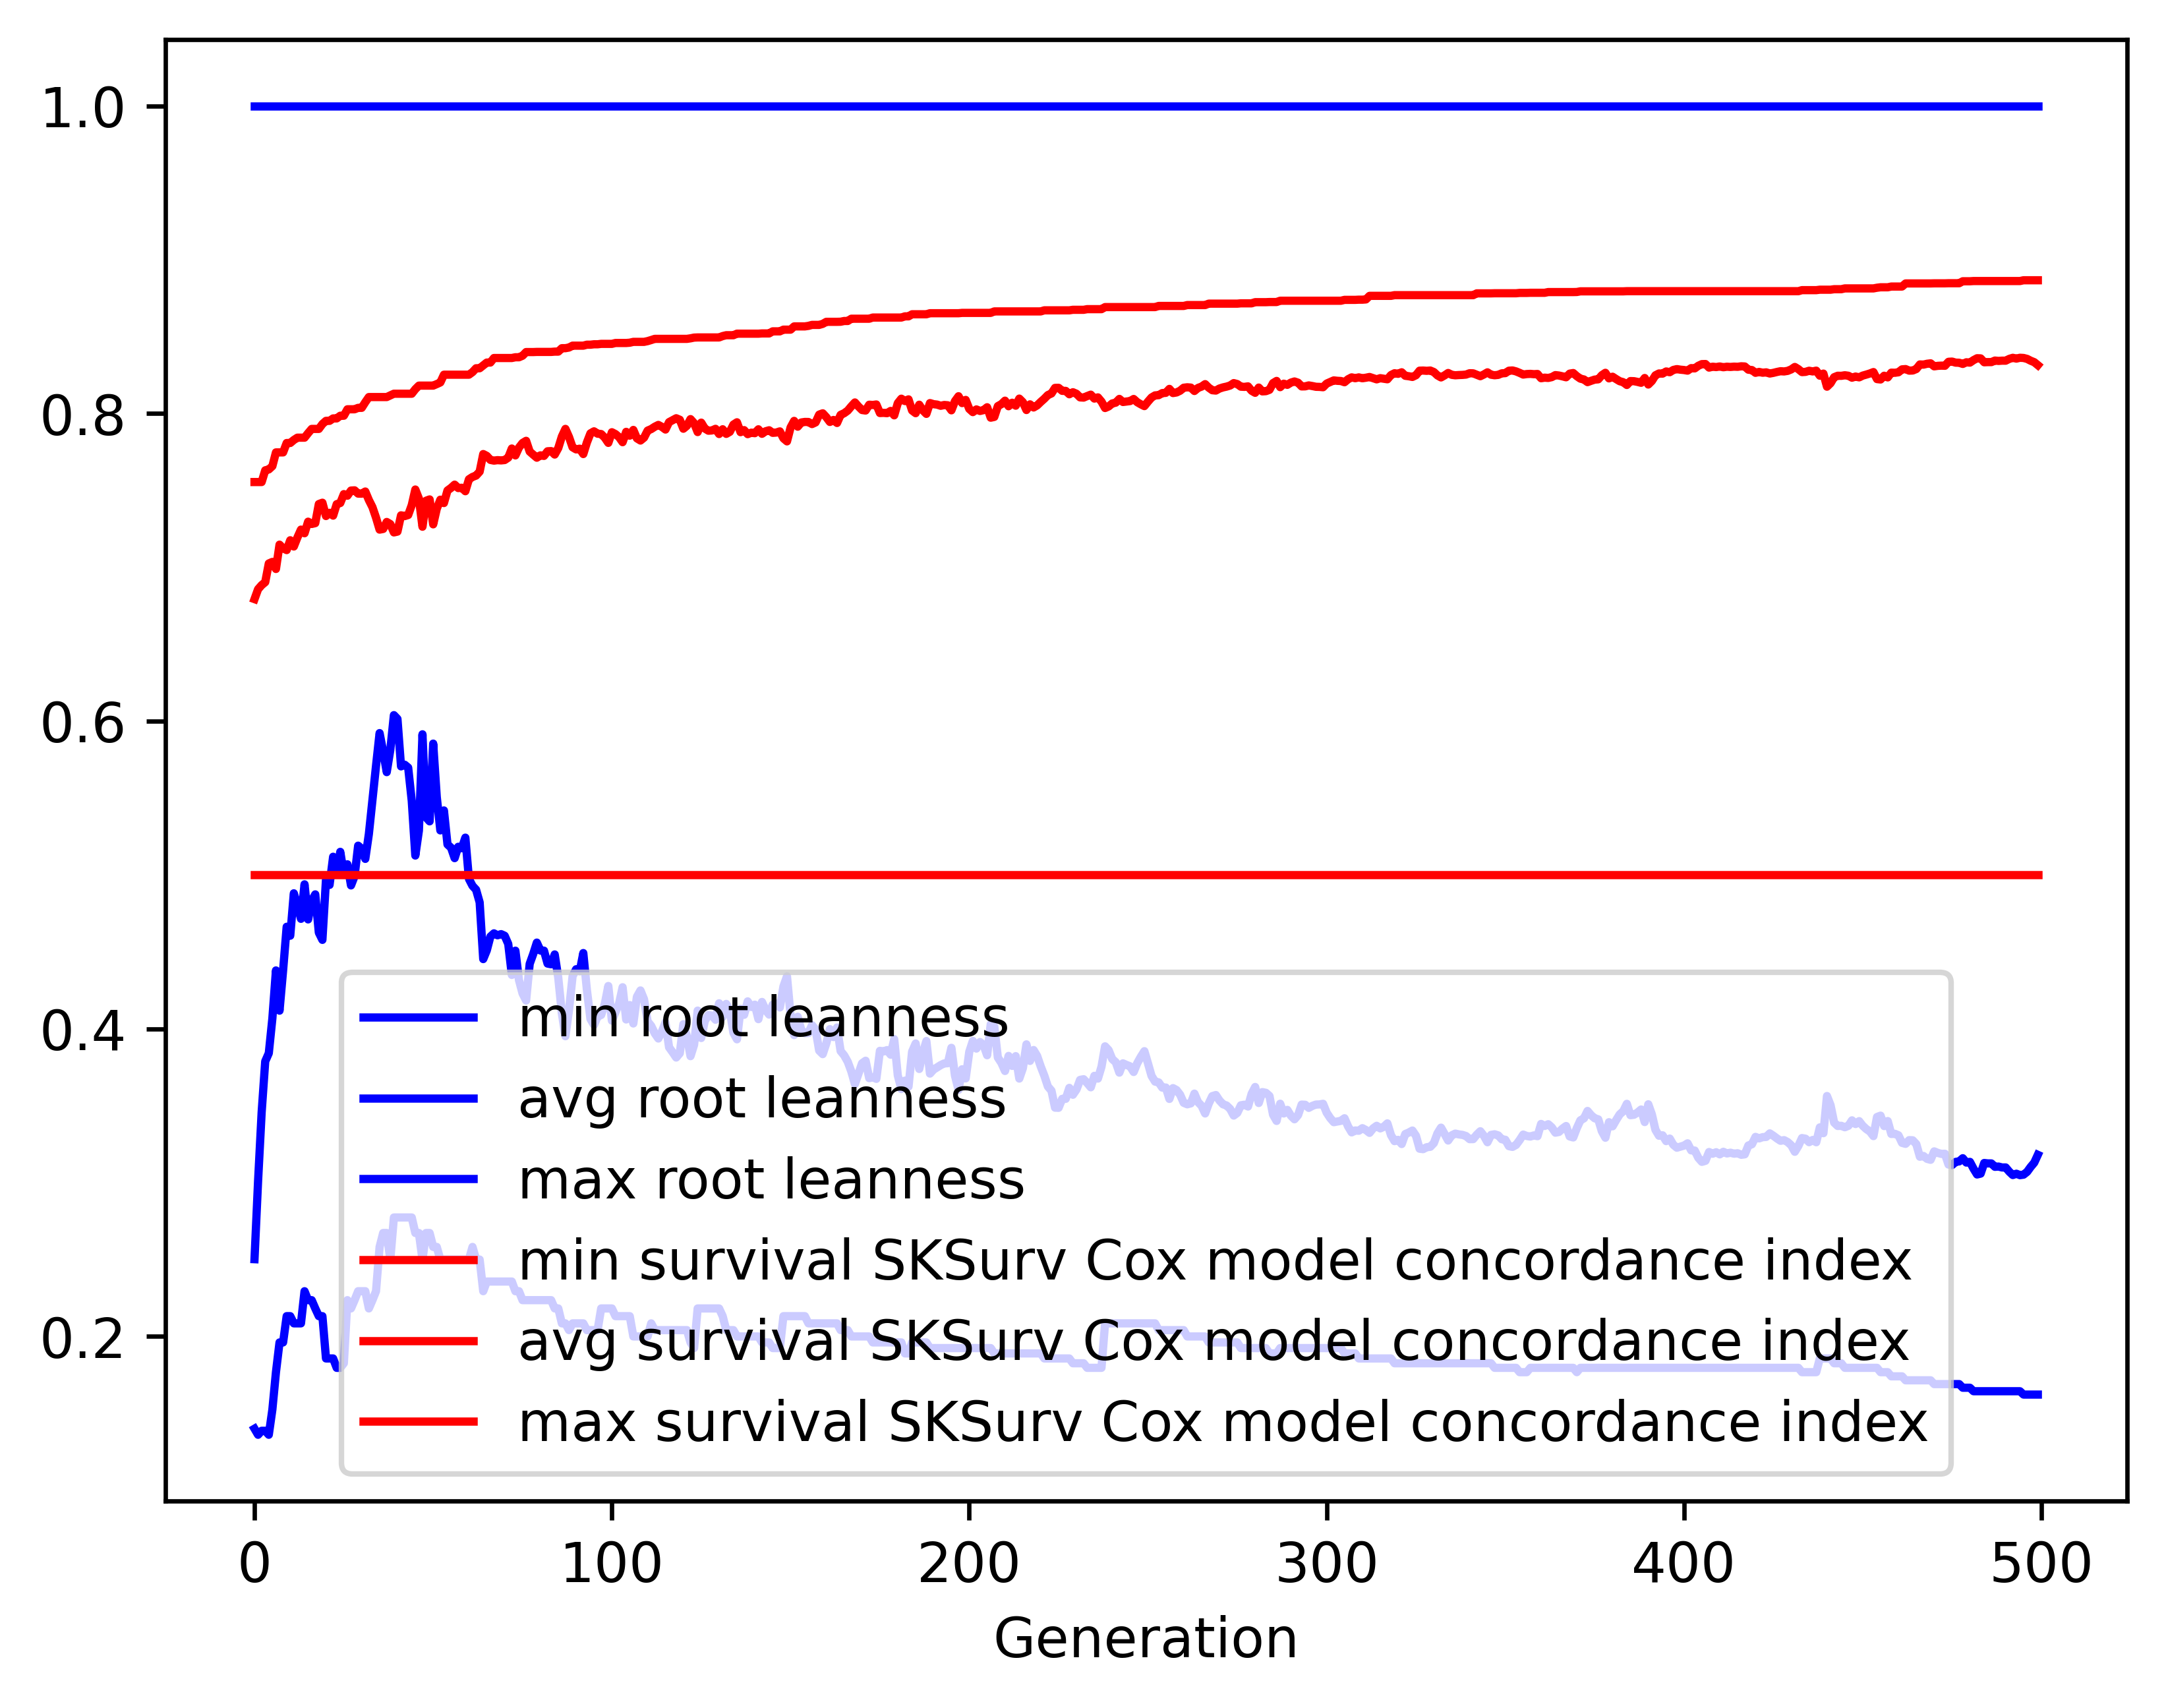 1.0
0.8
0.6
0.4
0.2
min root leanness
avg root leanness
max root leanness
min survival SKSurv Cox model concordance index
avg survival SKSurv Cox model concordance index
max survival SKSurv Cox model concordance index
0 100 200 300 400 500
Generation